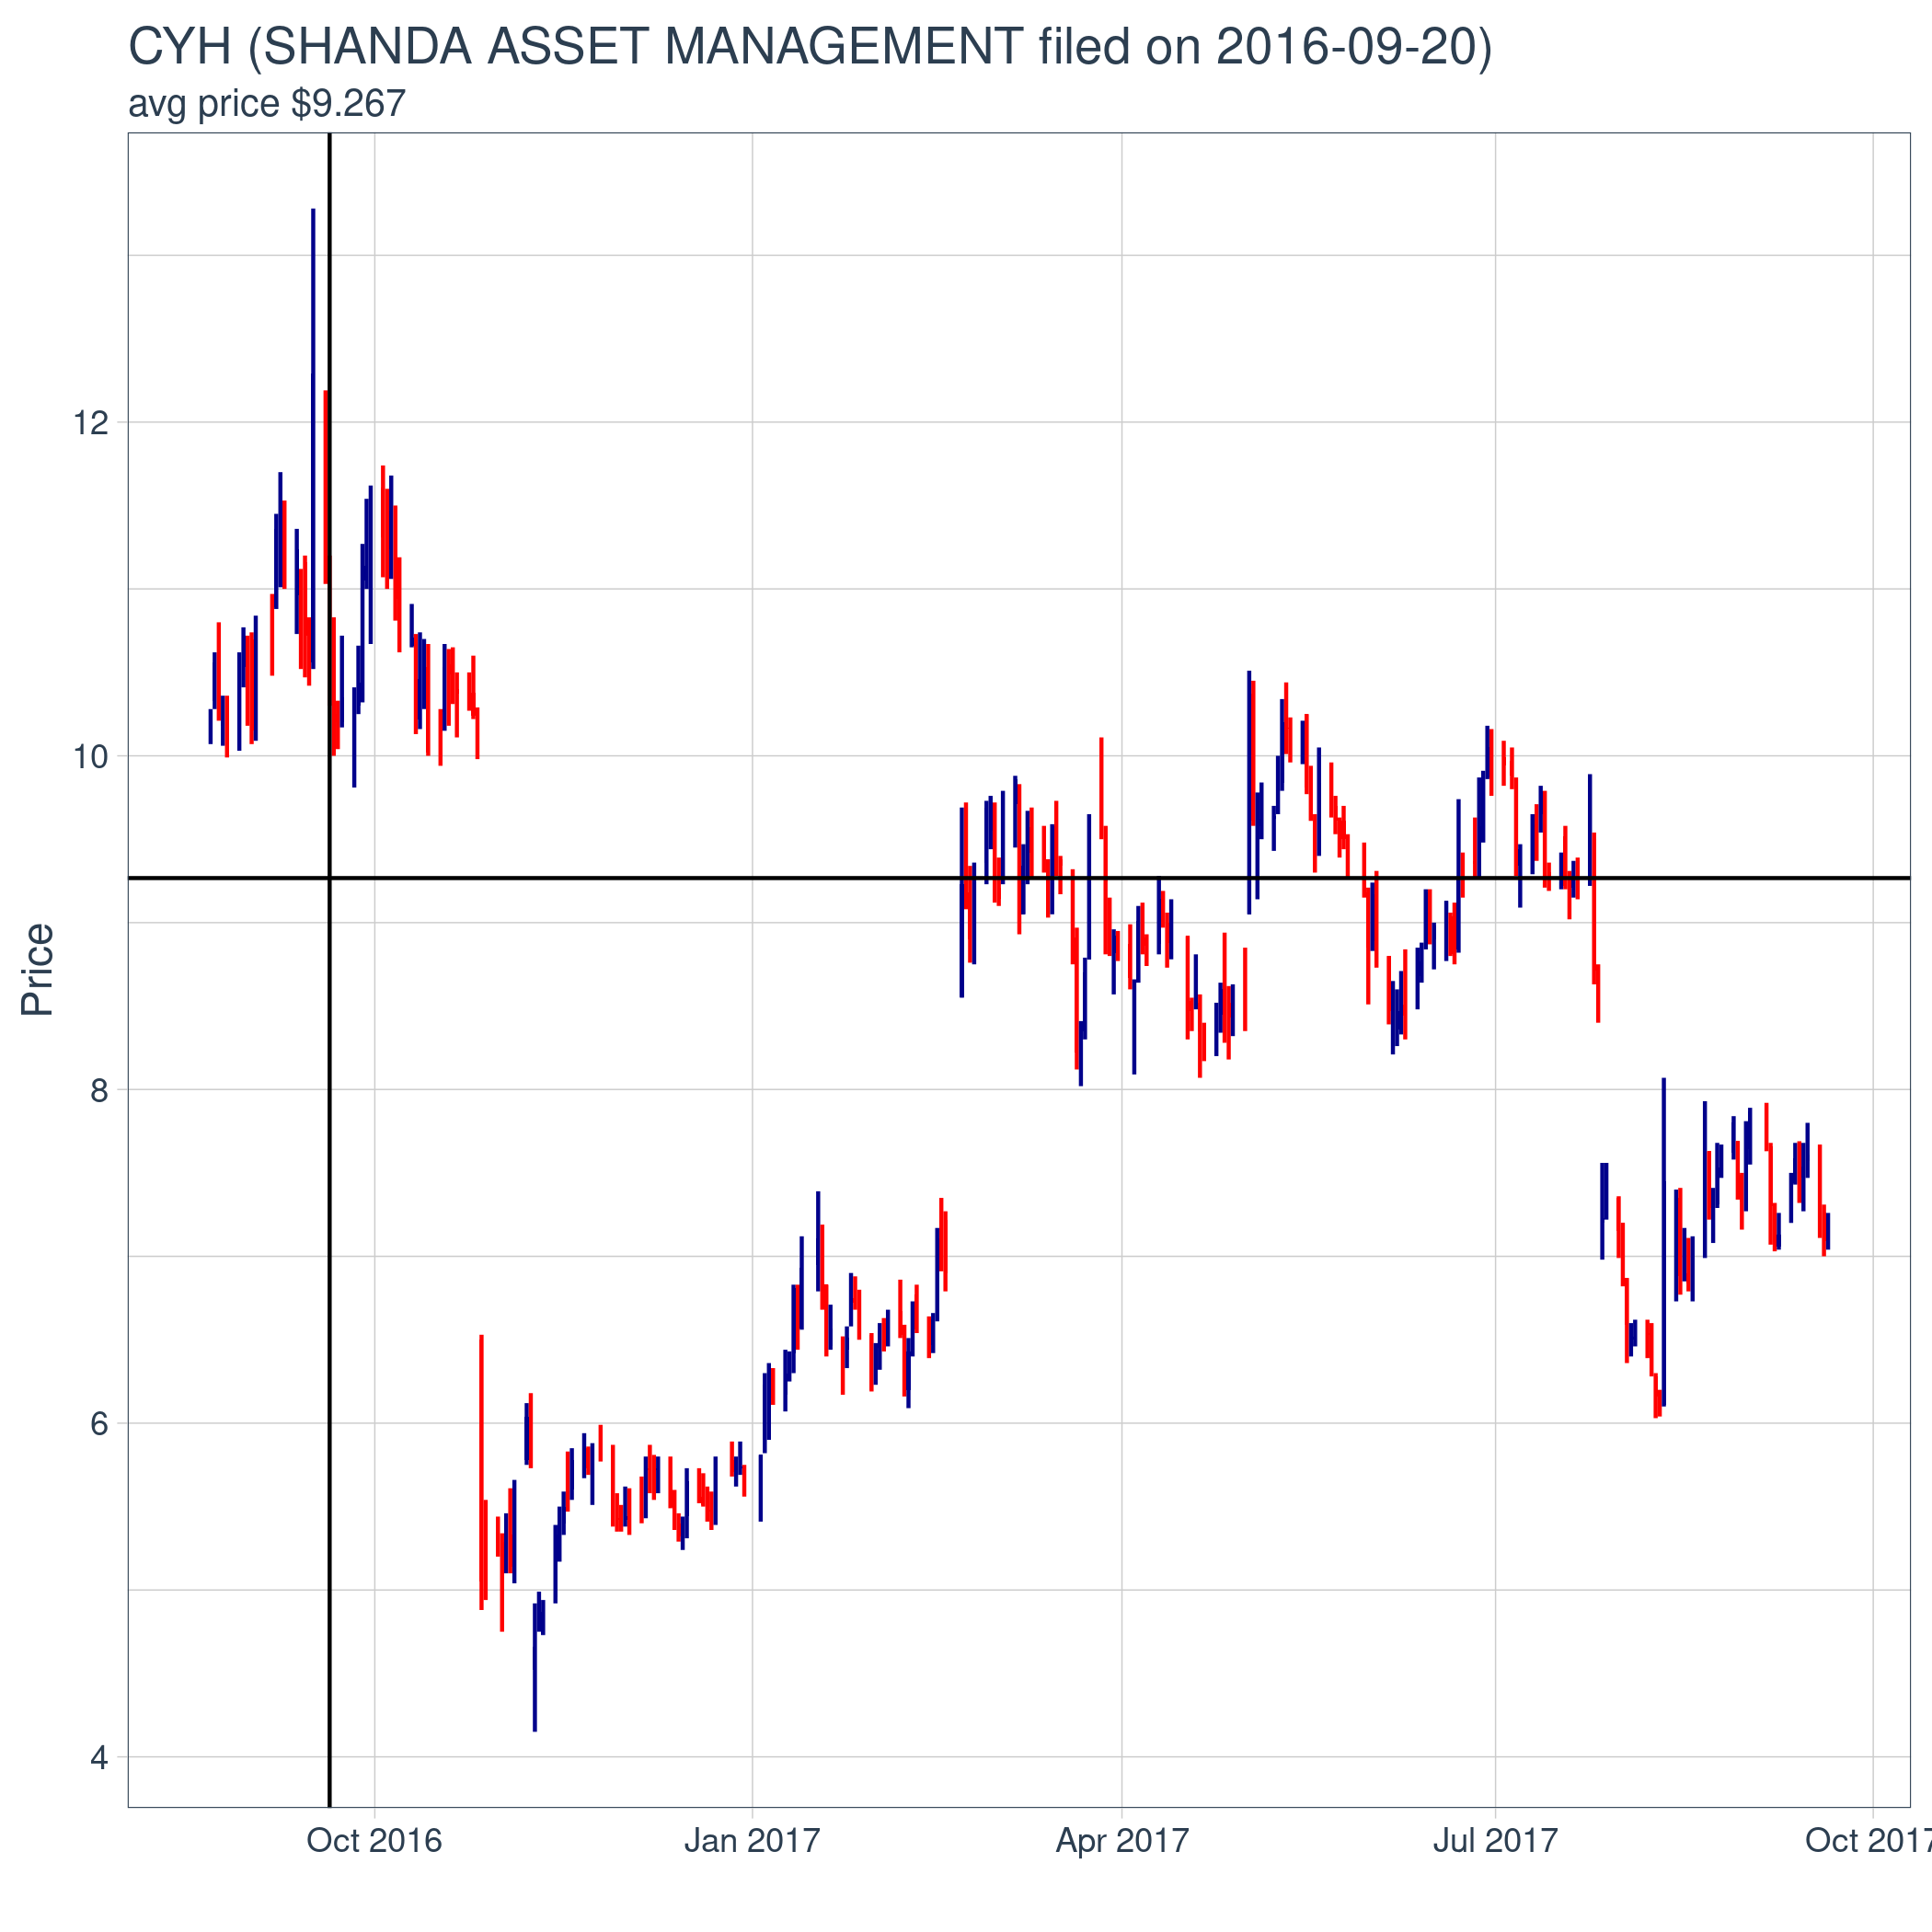 CYH (SHANDA ASSET MANAGEMENT filed on 2016-09-20)
avg price $9.267
12
10
8
6
4
Price
Oct 2016
Jan 2017
Apr 2017
Jul 2017
Oct 2017